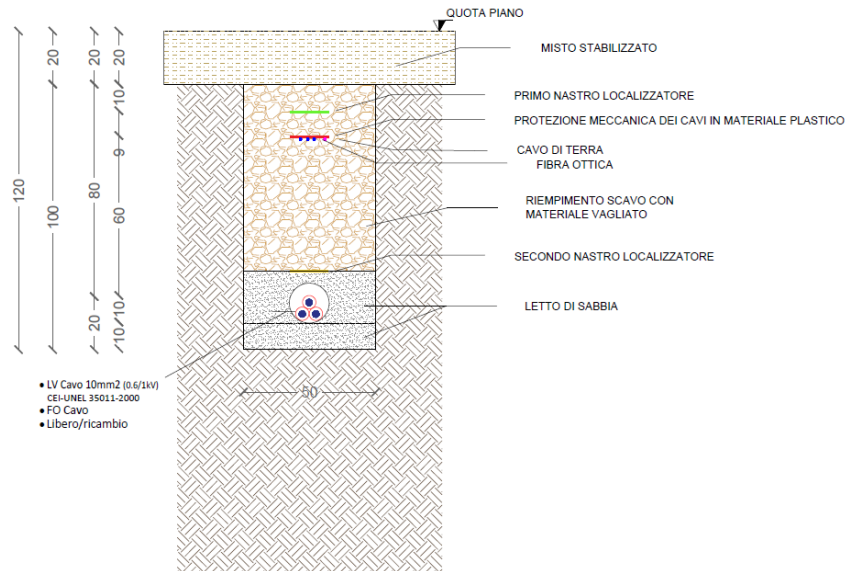 QUOTA PIANO
MISTO STABILIZZATO
PRIMO NASTRO LOCALIZZATORE
PROTEZIONE MECCANICA DEI CAVI IN MATERIALE PLASTICO
CAVO DI TERRA
FIBRA OTTICA
RIEMPIMENTO SCAVO CON
MATERIALE VAGLIATO
SECONDO NASTRO LOCALIZZATORE
LETTO DI SABBIA
120
20
100
20
80
20
20
10
9
60
10
10
50
• LV Cavo 10mm2 (0.6/1kV)
CEI-UNEL 35011-2000
• FO Cavo
• Libero/ricambio